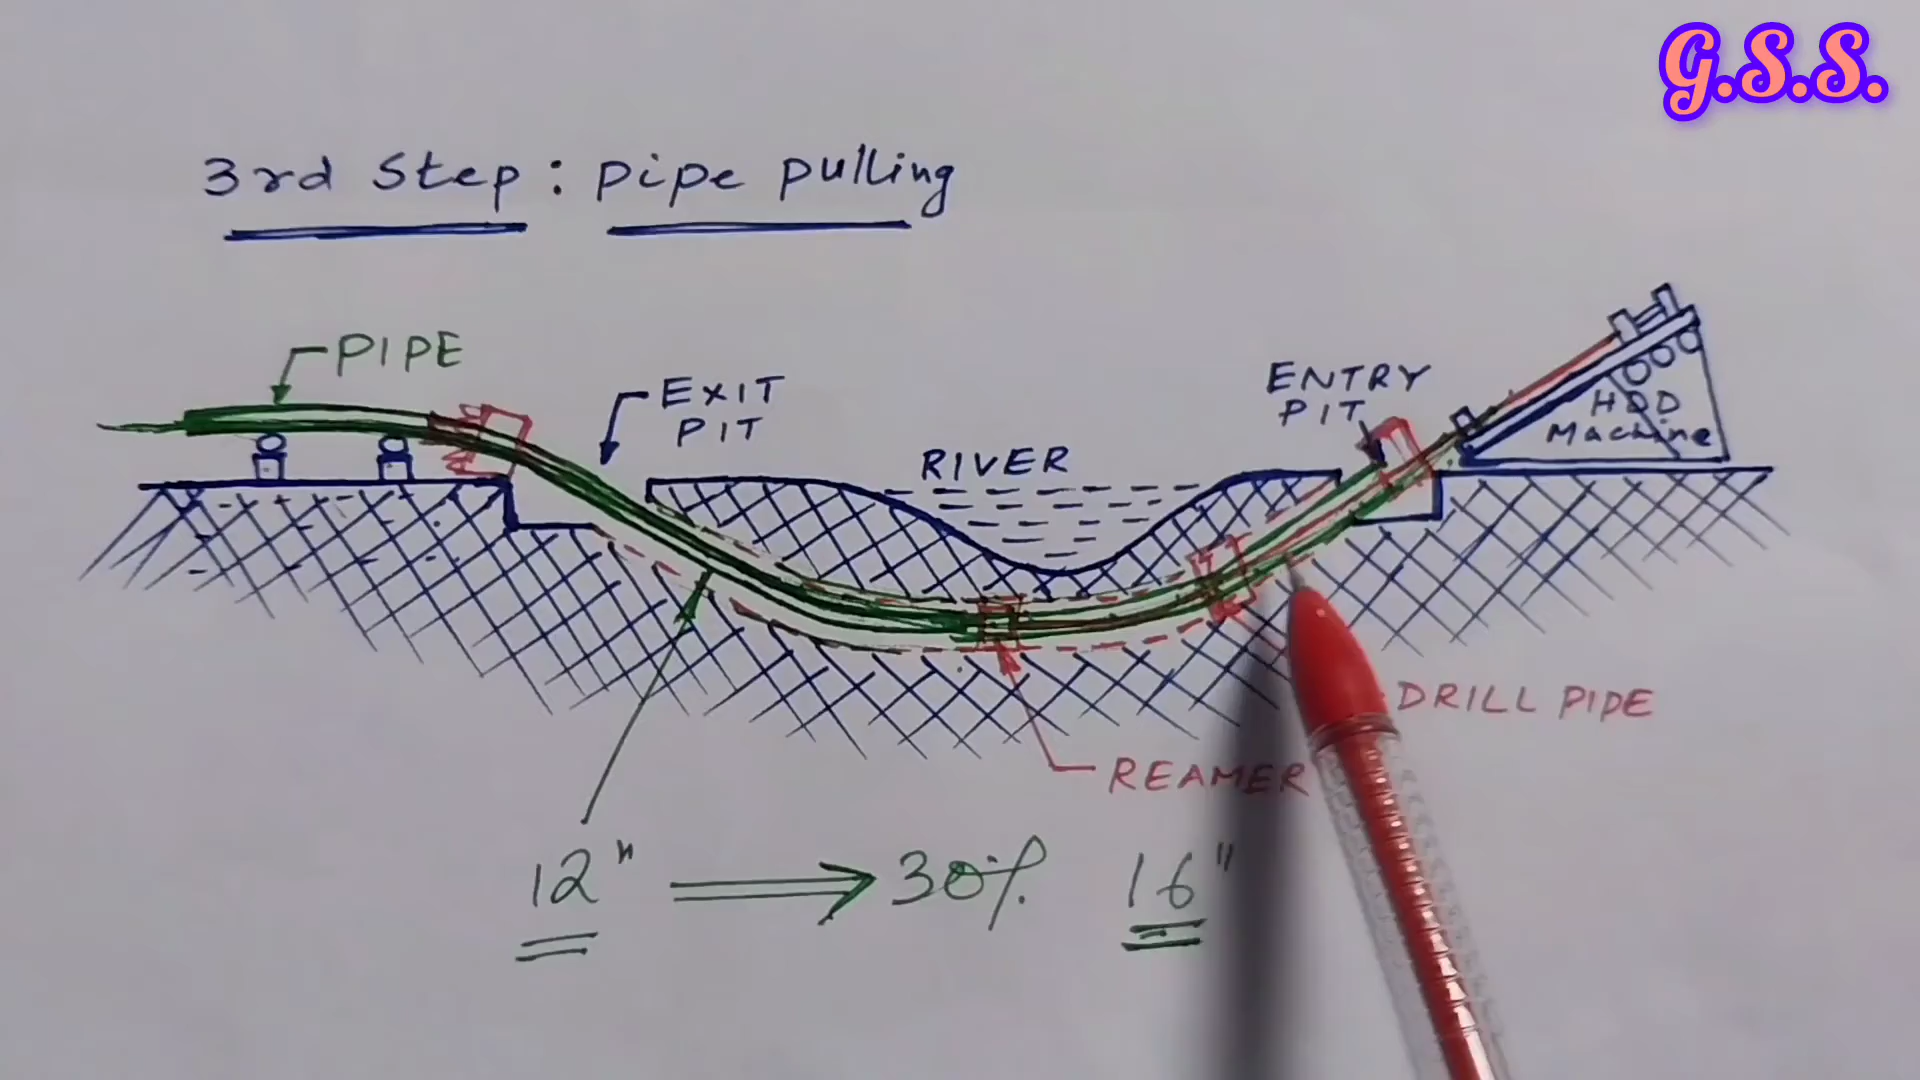 G.S.S.
3rd Step : pipe pulling
PIPE
EXIT
PIT
RIVER
ENTRY
PIT
HDD
Machine
DRILL PIPE
REAMER
12" ⇒ 30% 16"